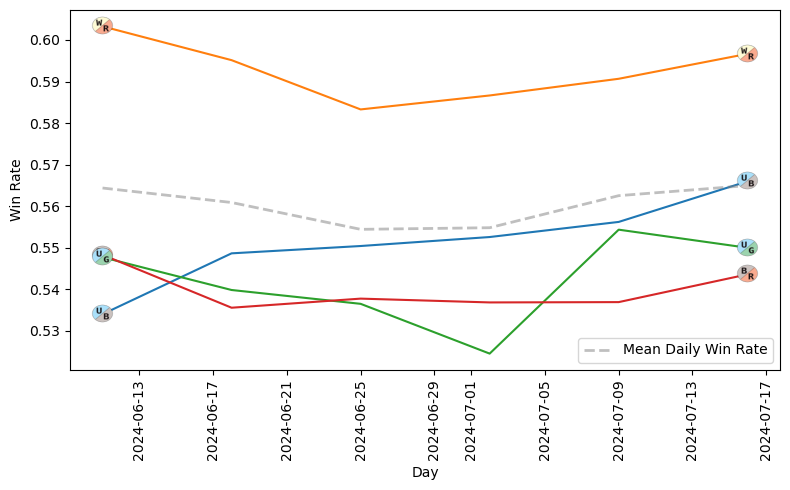 0.60
0.59
0.58
0.57
0.56
0.55
0.54
0.53
Win Rate
W R
W R
U B
U G
U G
B R
U B
Mean Daily Win Rate
2024-06-13
2024-06-17
2024-06-21
2024-06-25
2024-06-29
2024-07-01
2024-07-05
2024-07-09
2024-07-13
2024-07-17
Day